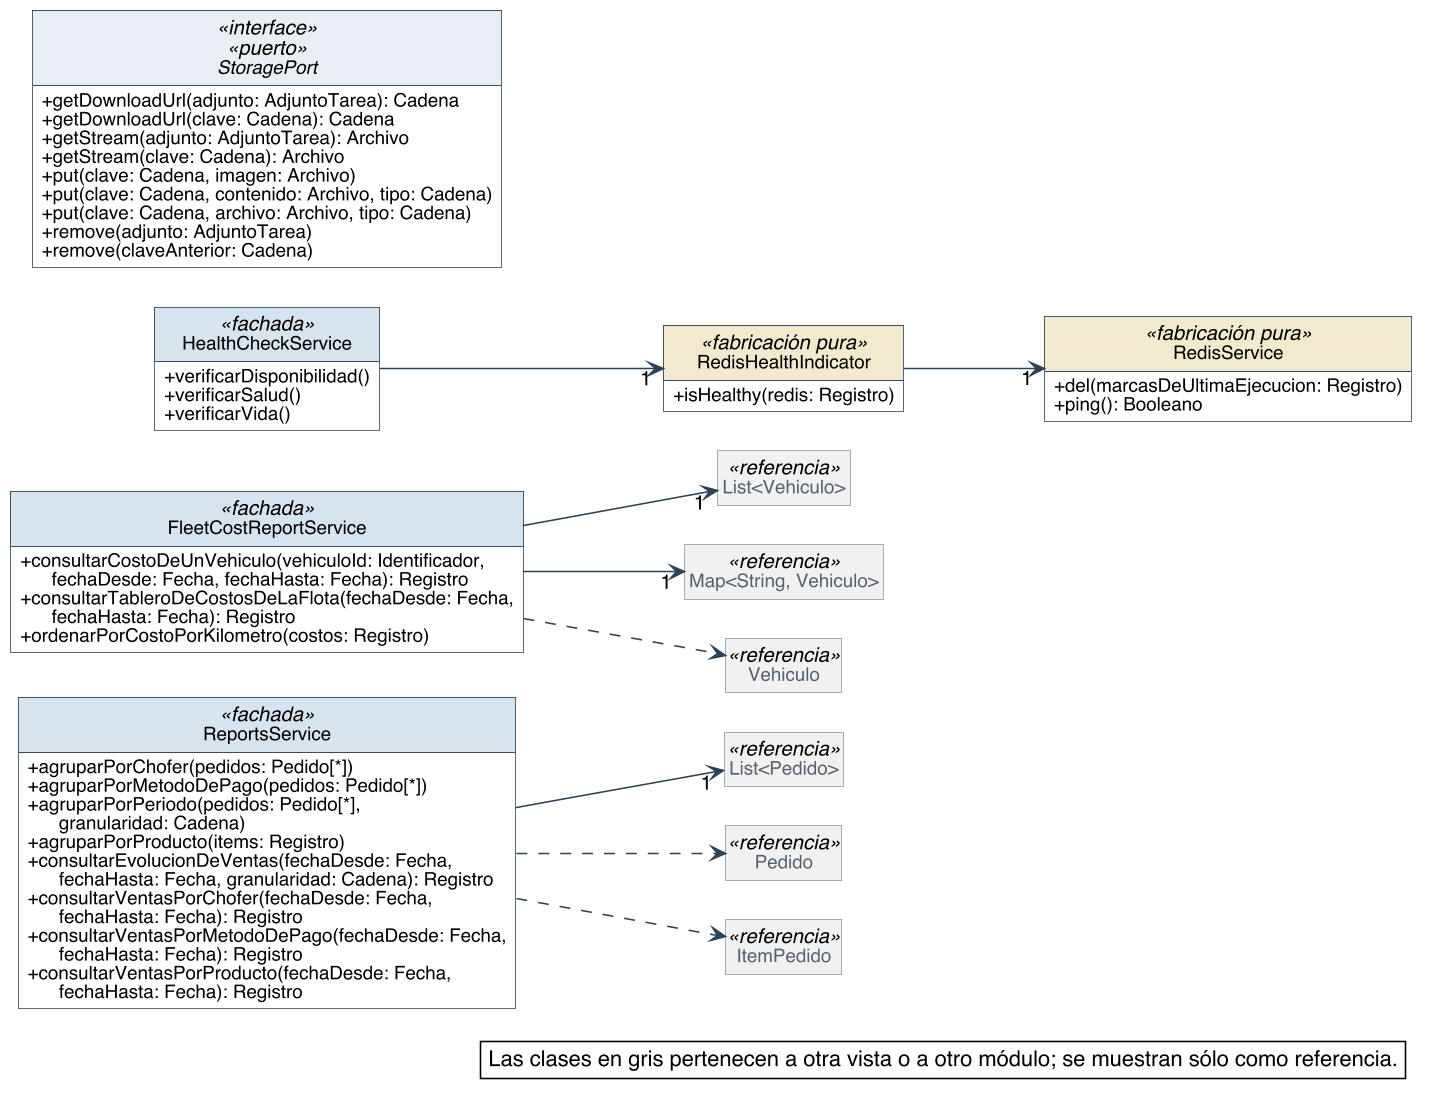 «interface»
«puerto»
StoragePort
+getDownloadUrl(adjunto: AdjuntoTarea): Cadena
+getDownloadUrl(clave: Cadena): Cadena
+getStream(adjunto: AdjuntoTarea): Archivo
+getStream(clave: Cadena): Archivo
+put(clave: Cadena, imagen: Archivo)
+put(clave: Cadena, contenido: Archivo, tipo: Cadena)
+put(clave: Cadena, archivo: Archivo, tipo: Cadena)
+remove(adjunto: AdjuntoTarea)
+remove(claveAnterior: Cadena)
«fachada»
HealthCheckService
+verificarDisponibilidad()
+verificarSalud()
+verificarVida()
1
«fabricación pura»
RedisHealthIndicator
+isHealthy(redis: Registro)
1
«fabricación pura»
RedisService
+del(marcasDeUltimaEjecucion: Registro)
+ping(): Booleano
«fachada»
FleetCostReportService
+consultarCostoDeUnVehiculo(vehiculoId: Identificador,
fechaDesde: Fecha, fechaHasta: Fecha): Registro
+consultarTableroDeCostosDeLaFlota(fechaDesde: Fecha,
fechaHasta: Fecha): Registro
+ordenarPorCostoPorKilometro(costos: Registro)
1
«referencia»
List<Vehiculo>
1
«referencia»
Map<String, Vehiculo>
«referencia»
Vehiculo
«fachada»
ReportsService
+agruparPorChofer(pedidos: Pedido[*])
+agruparPorMetodoDePago(pedidos: Pedido[*])
+agruparPorPeriodo(pedidos: Pedido[*],
granularidad: Cadena)
+agruparPorProducto(items: Registro)
+consultarEvolucionDeVentas(fechaDesde: Fecha,
fechaHasta: Fecha, granularidad: Cadena): Registro
+consultarVentasPorChofer(fechaDesde: Fecha,
fechaHasta: Fecha): Registro
+consultarVentasPorMetodoDePago(fechaDesde: Fecha,
fechaHasta: Fecha): Registro
+consultarVentasPorProducto(fechaDesde: Fecha,
fechaHasta: Fecha): Registro
1
«referencia»
List<Pedido>
«referencia»
Pedido
«referencia»
ItemPedido
Las clases en gris pertenecen a otra vista o a otro módulo; se muestran sólo como referencia.